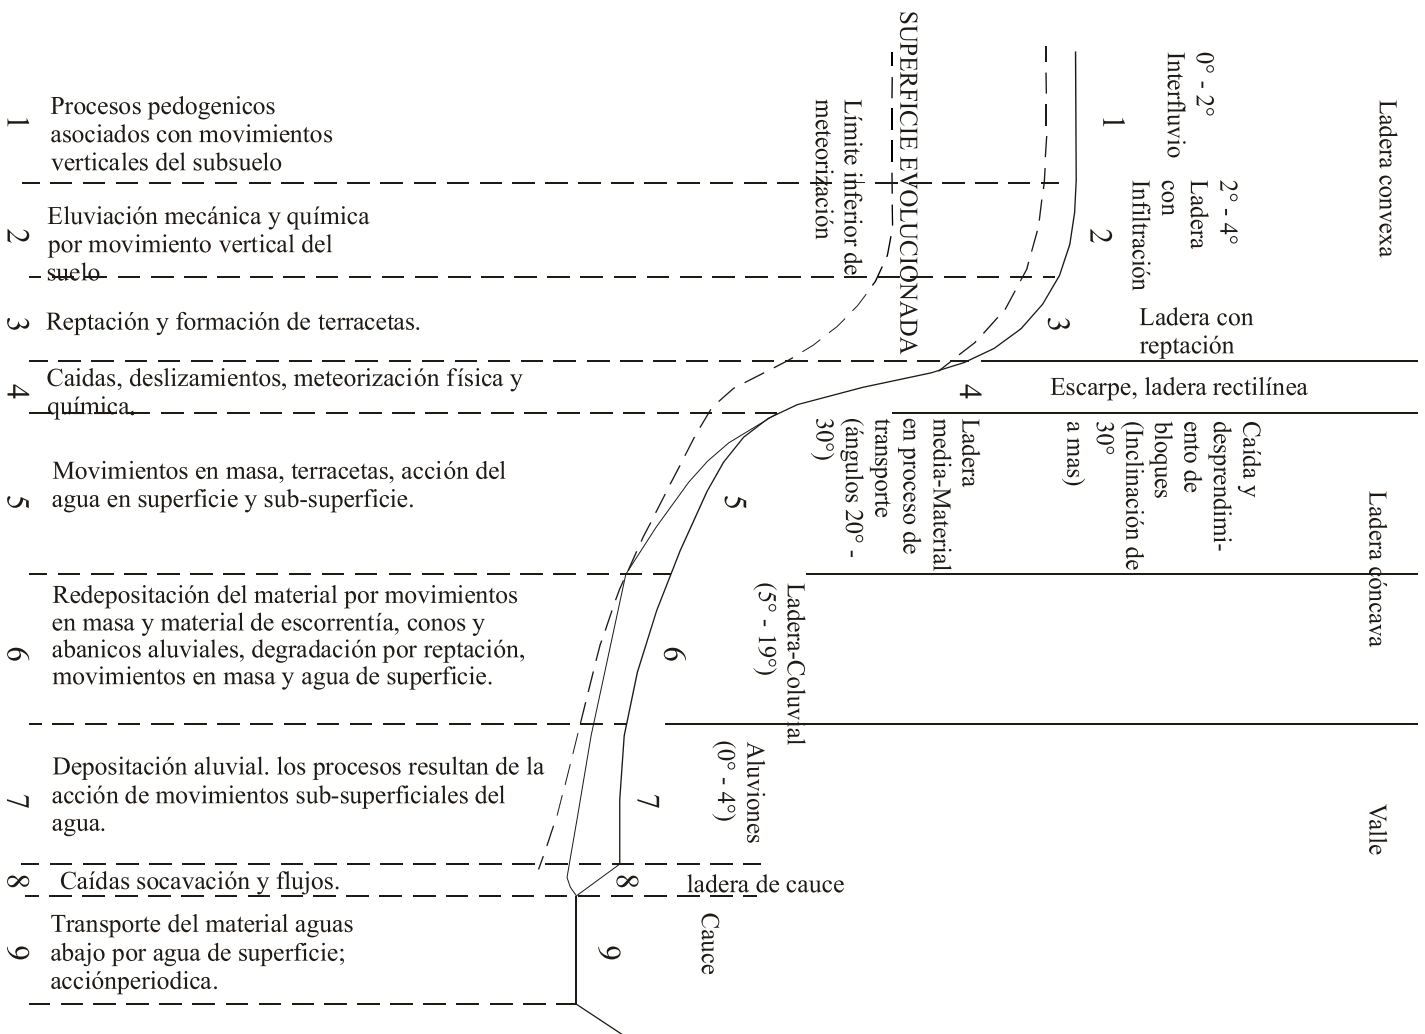 Ladera convexa
Ladera cóncava
Valle
0° - 2°
Interfluvio
2° - 4°
Ladera
con
Infiltración
Ladera con
reptación
Escarpe, ladera rectilínea
Caída y
desprendimi-
ento de
bloques
(Inclinación de
30°
a mas)
Ladera
media-Material
en proceso de
transporte
(ángulos 20° -
30°)
Ladera-Coluvial
(5° - 19°)
Aluviones
(0° - 4°)
ladera de cauce
Cauce
1
2
3
4
5
6
7
8
9
SUPERFICIE EVOLUCIONADA
Límite inferior de
meteorización
1
Procesos pedogenicos
asociados con movimientos
verticales del subsuelo
2
Eluviación mecánica y química
por movimiento vertical del
suelo
3
Reptación y formación de terracetas.
4
Caidas, deslizamientos, meteorización física y
química.
5
Movimientos en masa, terracetas, acción del
agua en superficie y sub-superficie.
6
Redepositación del material por movimientos
en masa y material de escorrentía, conos y
abanicos aluviales, degradación por reptación,
movimientos en masa y agua de superficie.
7
Depositación aluvial. los procesos resultan de la
acción de movimientos sub-superficiales del
agua.
8
Caídas socavación y flujos.
9
Transporte del material aguas
abajo por agua de superficie;
acciónperiodica.